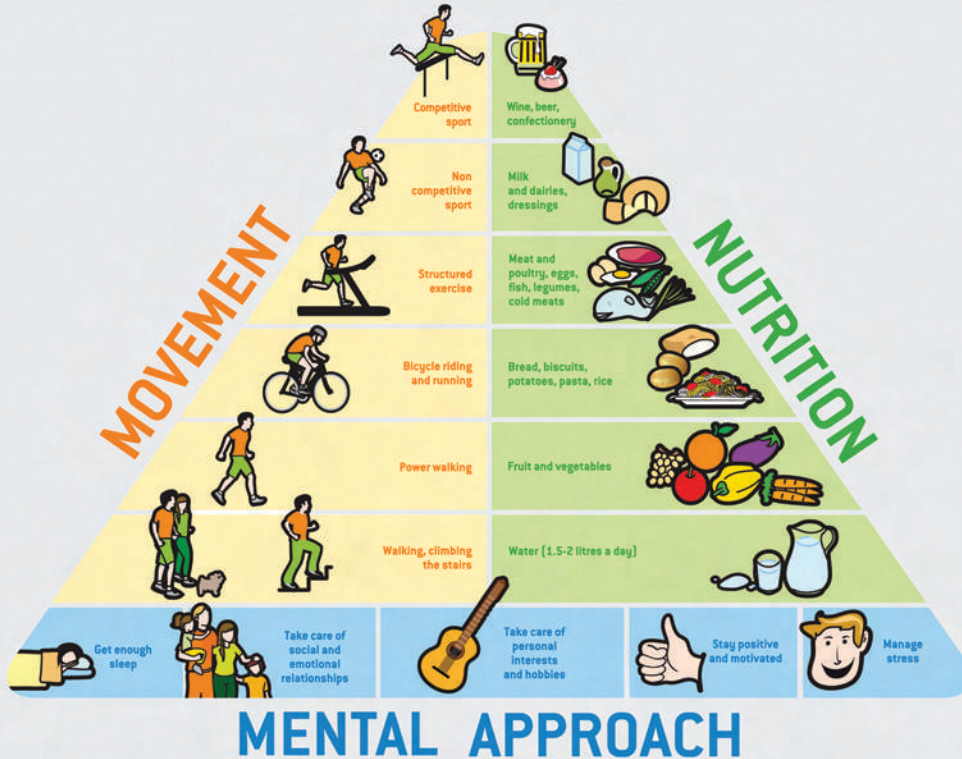 Competitive
sport
Wine, beer,
confectionery
Non
competitive
sport
Milk
and dairies,
dressings
Structured
exercise
Meat and
poultry, eggs,
fish, legumes,
cold meats
Bicycle riding
and running
Bread, biscuits,
potatoes, pasta, rice
Power walking
Fruit and vegetables
Walking, climbing
the stairs
Water (1.5-2 litres a day)
MOVEMENT
NUTRITION
Get enough
sleep
Take care of
social and
emotional
relationships
Take care of
personal
interests
and hobbies
Stay positive
and motivated
Manage
stress
MENTAL APPROACH